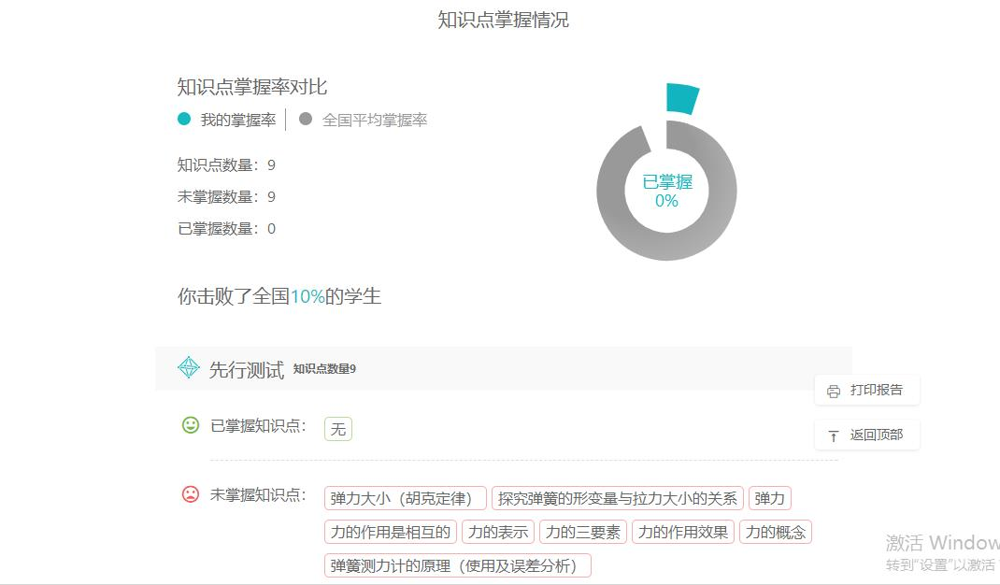 知识点掌握情况
知识点掌握率对比
我的掌握率 全国平均掌握率
知识点数量：9
未掌握数量：9
已掌握数量：0
已掌握
0%
你击败了全国10%的学生
先行测试 知识点数量9
打印报告
已掌握知识点： 无
返回顶部
未掌握知识点： 弹力大小（胡克定律） 探究弹簧的形变量与拉力大小的关系 弹力
力的作用是相互的 力的表示 力的三要素 力的作用效果 力的概念
弹簧测力计的原理（使用及误差分析）
激活 Window
转到"设置"以激活